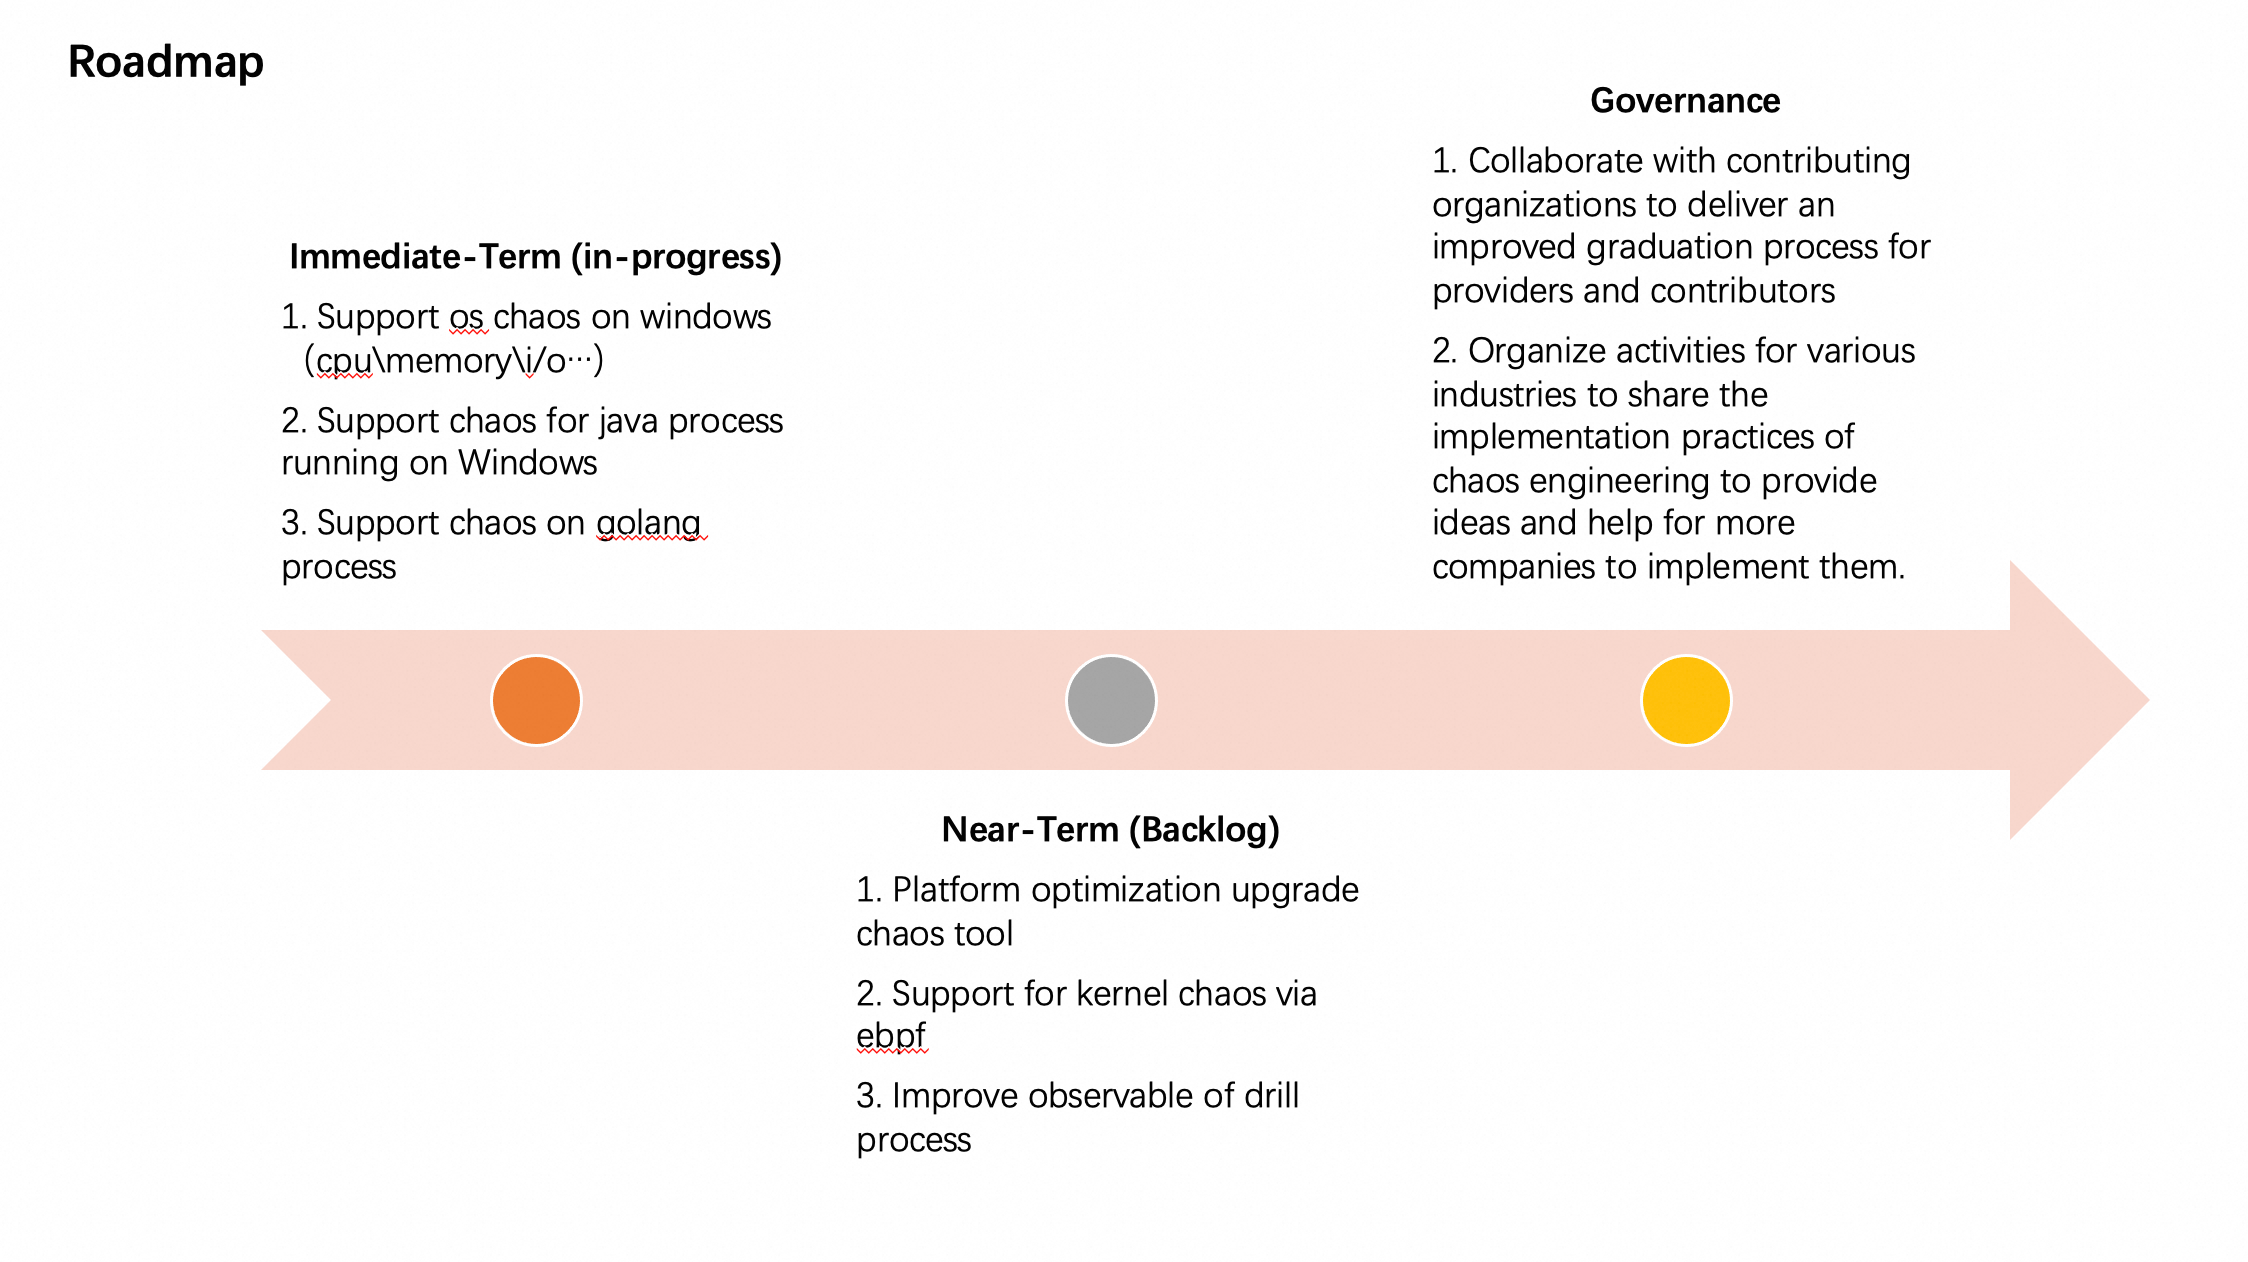 Roadmap
Immediate-Term (in-progress)
1. Support os chaos on windows
(cpu\memory\i/o···)
2. Support chaos for java process
running on Windows
3. Support chaos on golang
process
Near-Term (Backlog)
1. Platform optimization upgrade
chaos tool
2. Support for kernel chaos via
ebpf
3. Improve observable of drill
process
Governance
1. Collaborate with contributing
organizations to deliver an
improved graduation process for
providers and contributors
2. Organize activities for various
industries to share the
implementation practices of
chaos engineering to provide
ideas and help for more
companies to implement them.